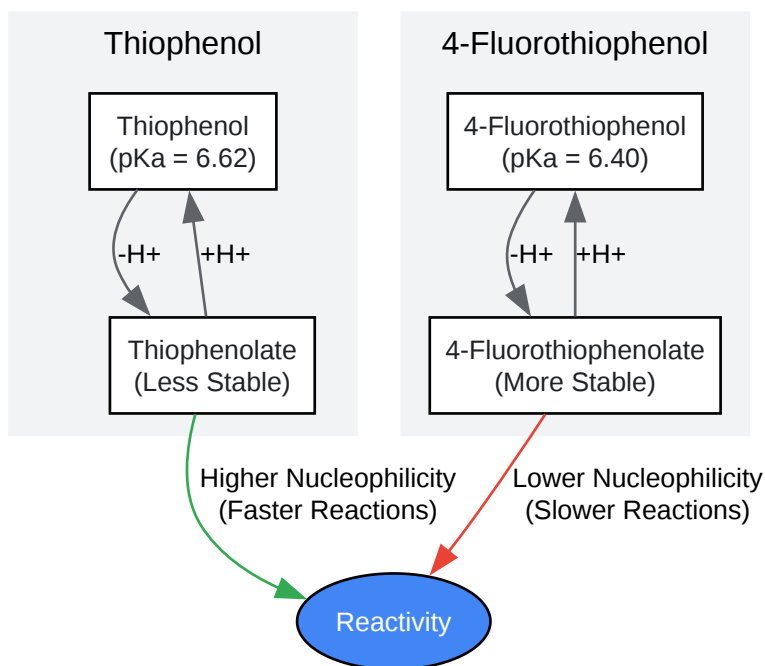 Thiophenol
Thiophenol
(pKa = 6.62)
-H+
+H+
Thiophenolate
(Less Stable)
4-Fluorothiophenol
4-Fluorothiophenol
(pKa = 6.40)
-H+
+H+
4-Fluorothiophenolate
(More Stable)
Higher Nucleophilicity
(Faster Reactions)
Lower Nucleophilicity
(Slower Reactions)
Reactivity